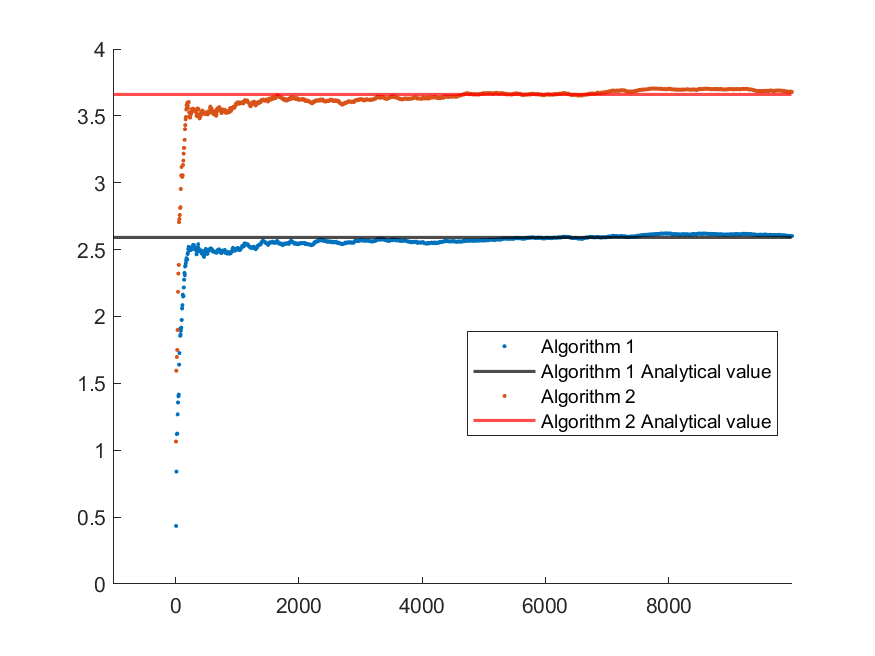 4
3.5
3
2.5
2
1.5
1
0.5
0
0 2000 4000 6000 8000
Algorithm 1
Algorithm 1 Analytical value
Algorithm 2
Algorithm 2 Analytical value